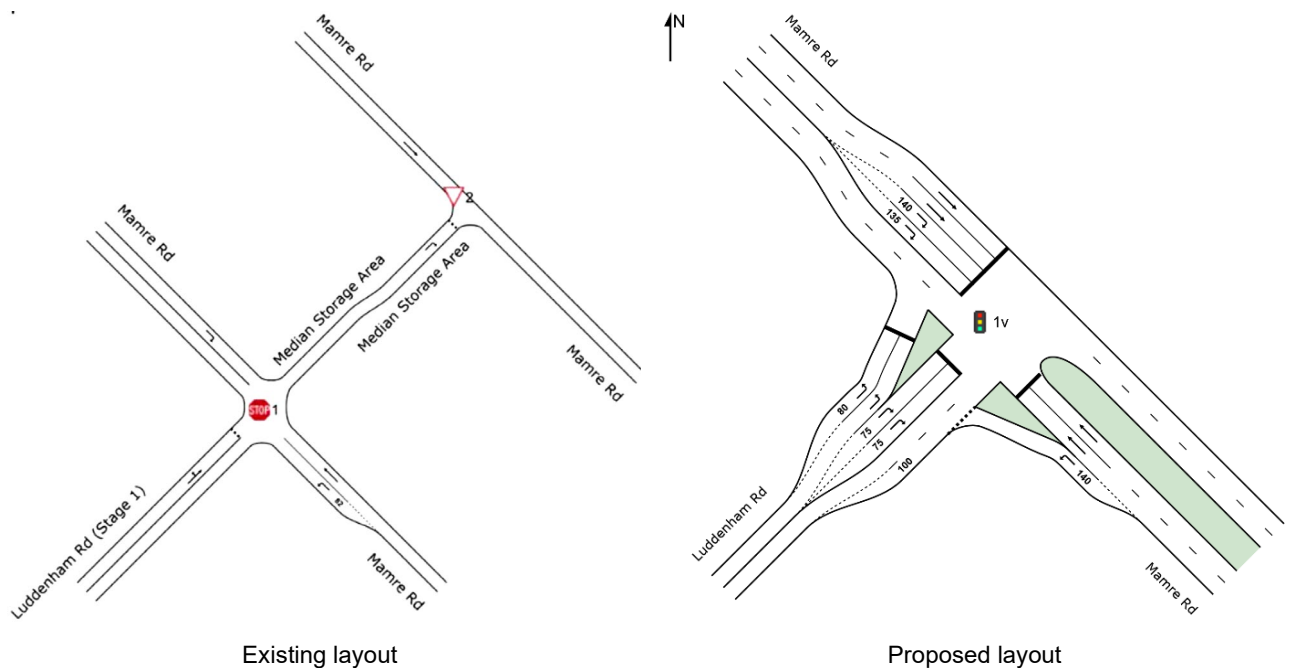 Mamre Rd
N
Mamre Rd
2
Mamre Rd
Median Storage Area
Median Storage Area
Mamre Rd
STOP 1
Luddenham Rd (Stage 1)
Mamre Rd
Existing layout
Mamre Rd
140
135
1v
80
75
75
100
140
Luddenham Rd
Mamre Rd
Proposed layout